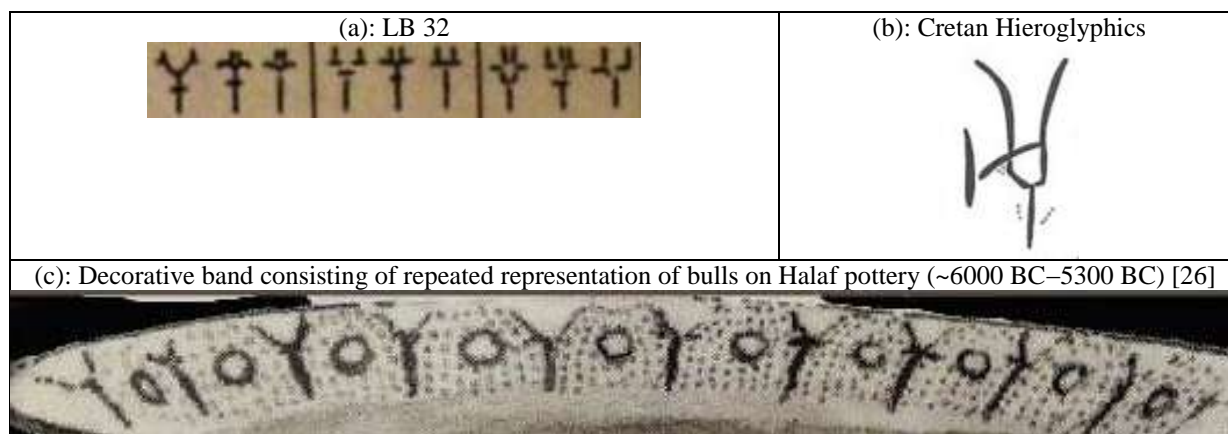 (a): LB 32
(b): Cretan Hieroglyphics
(c): Decorative band consisting of repeated representation of bulls on Halaf pottery (~6000 BC–5300 BC) [26]